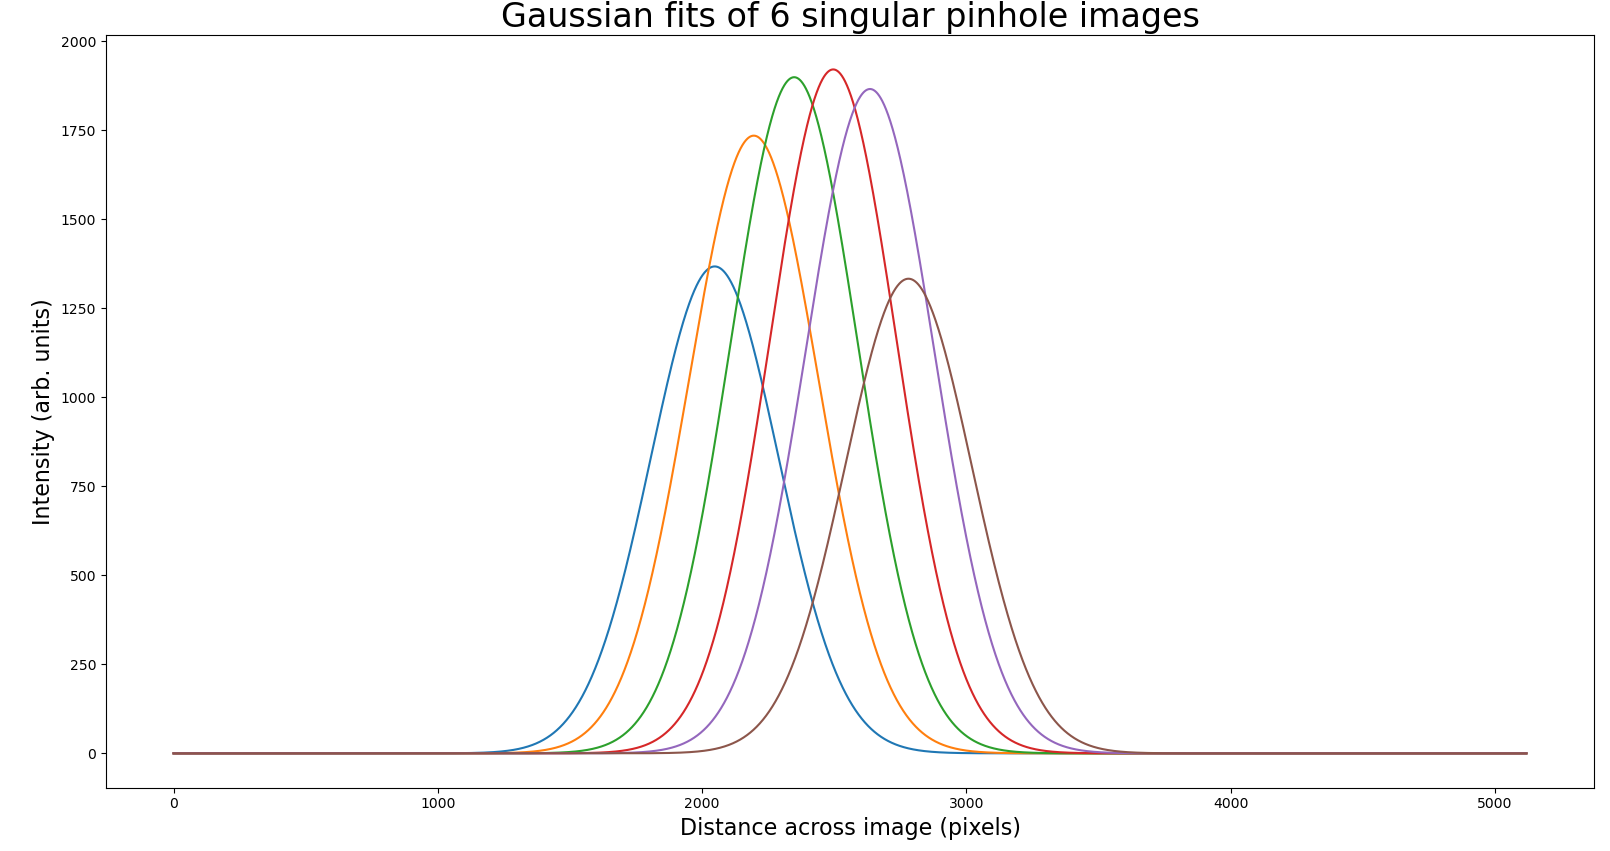 Gaussian fits of 6 singular pinhole images
2000
1750
1500
1250
1000
750
500
250
0
Intensity (arb. units)
0 1000 2000 3000 4000 5000
Distance across image (pixels)